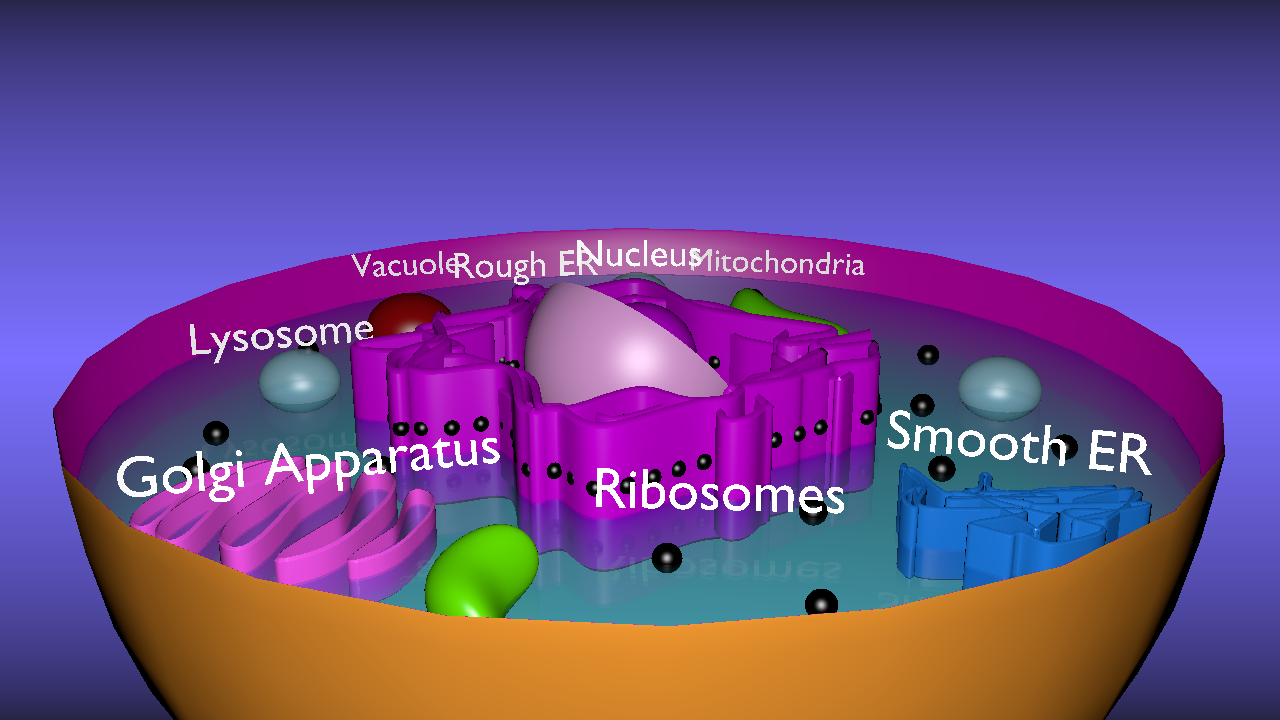 Vacuole
Rough ER
Nucleus
Mitochondria
Lysosome
Golgi Apparatus
Smooth ER
Ribosomes